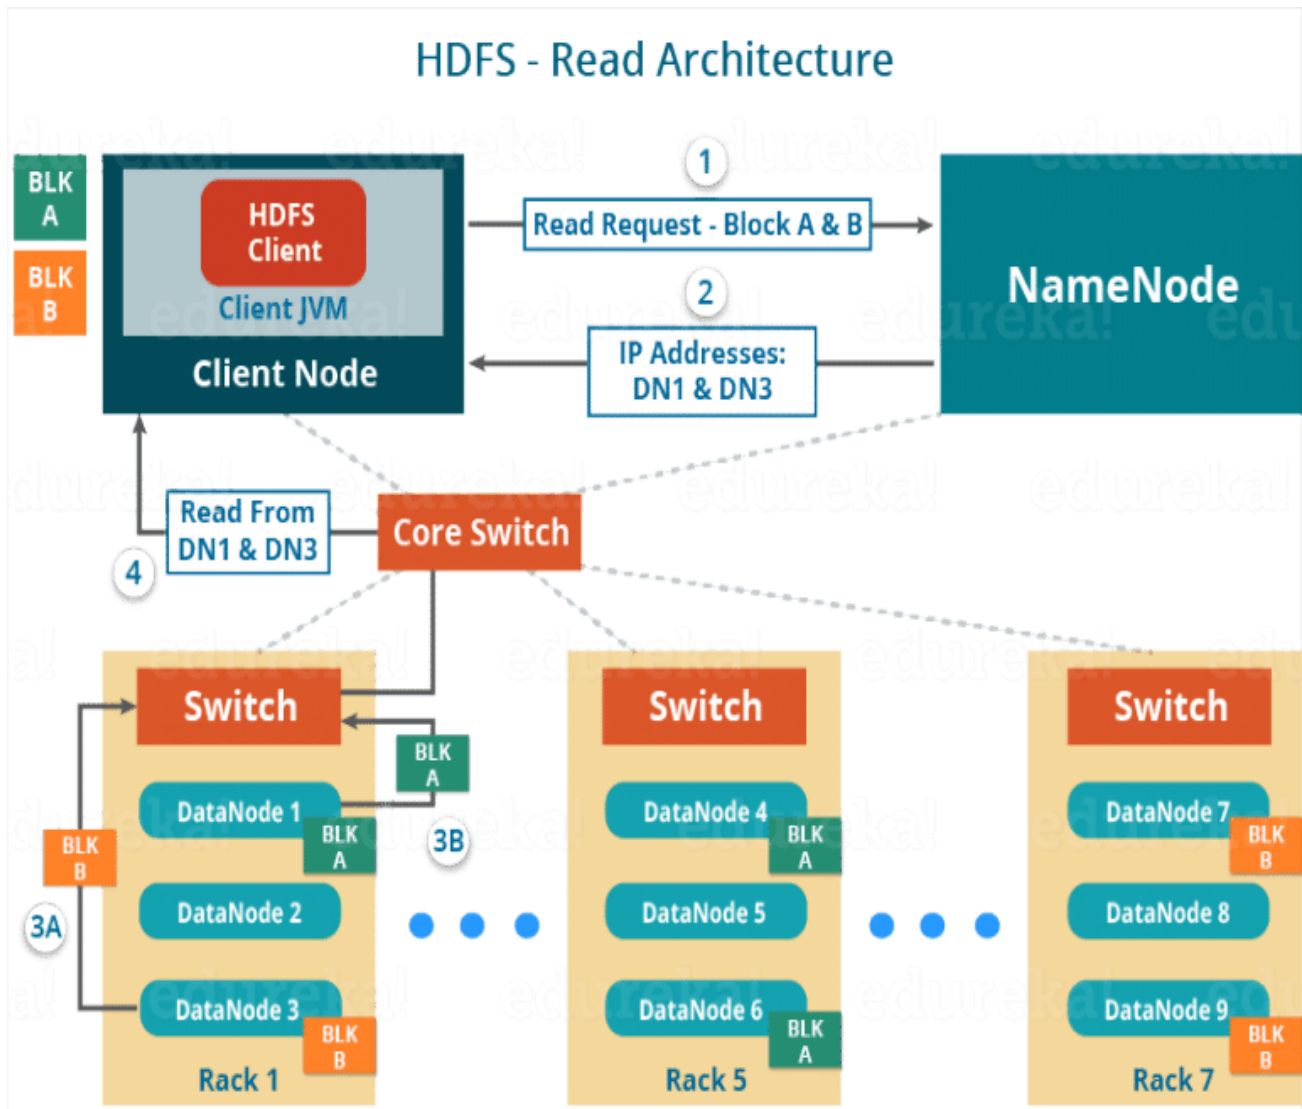 HDFS - Read Architecture
BLK
A
BLK
B
HDFS
Client
Client JVM
Client Node
1
Read Request - Block A & B
2
IP Addresses:
DN1 & DN3
NameNode
Core Switch
Read From
DN1 & DN3
4
Switch
BLK
A
DataNode 1
BLK
A
3B
BLK
B
3A
DataNode 2
DataNode 3
BLK
B
Rack 1
Switch
DataNode 4
BLK
A
DataNode 5
DataNode 6
BLK
A
Rack 5
Switch
DataNode 7
BLK
B
DataNode 8
DataNode 9
BLK
B
Rack 7
edureka!